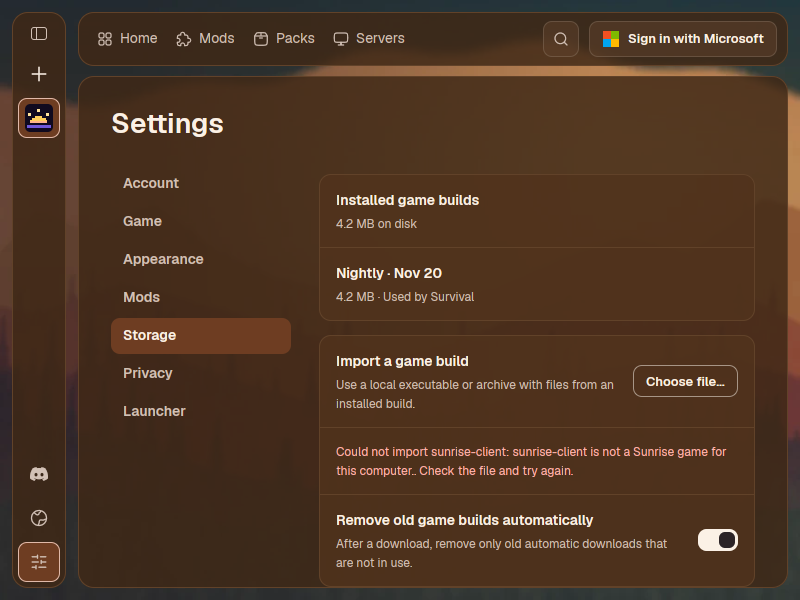 Home Mods Packs Servers Sign in with Microsoft
Settings
Account
Game
Appearance
Mods
Storage
Privacy
Launcher
Installed game builds
4.2 MB on disk
Nightly · Nov 20
4.2 MB · Used by Survival
Import a game build
Use a local executable or archive with files from an
installed build.
Choose file...
Could not import sunrise-client: sunrise-client is not a Sunrise game for
this computer.. Check the file and try again.
Remove old game builds automatically
After a download, remove only old automatic downloads that
are not in use.